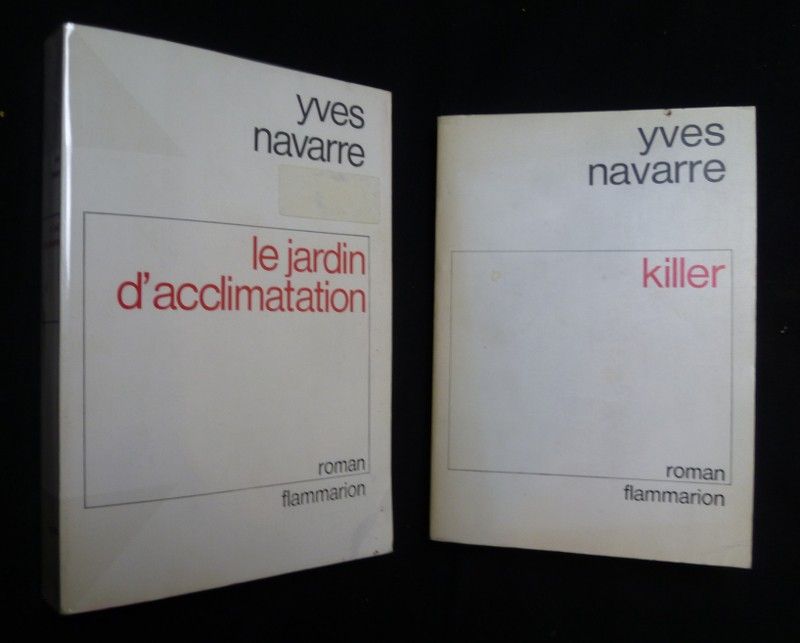 yves
navarre
le jardin
d'acclimatation
roman
flammarion
yves
navarre
killer
roman
flammarion